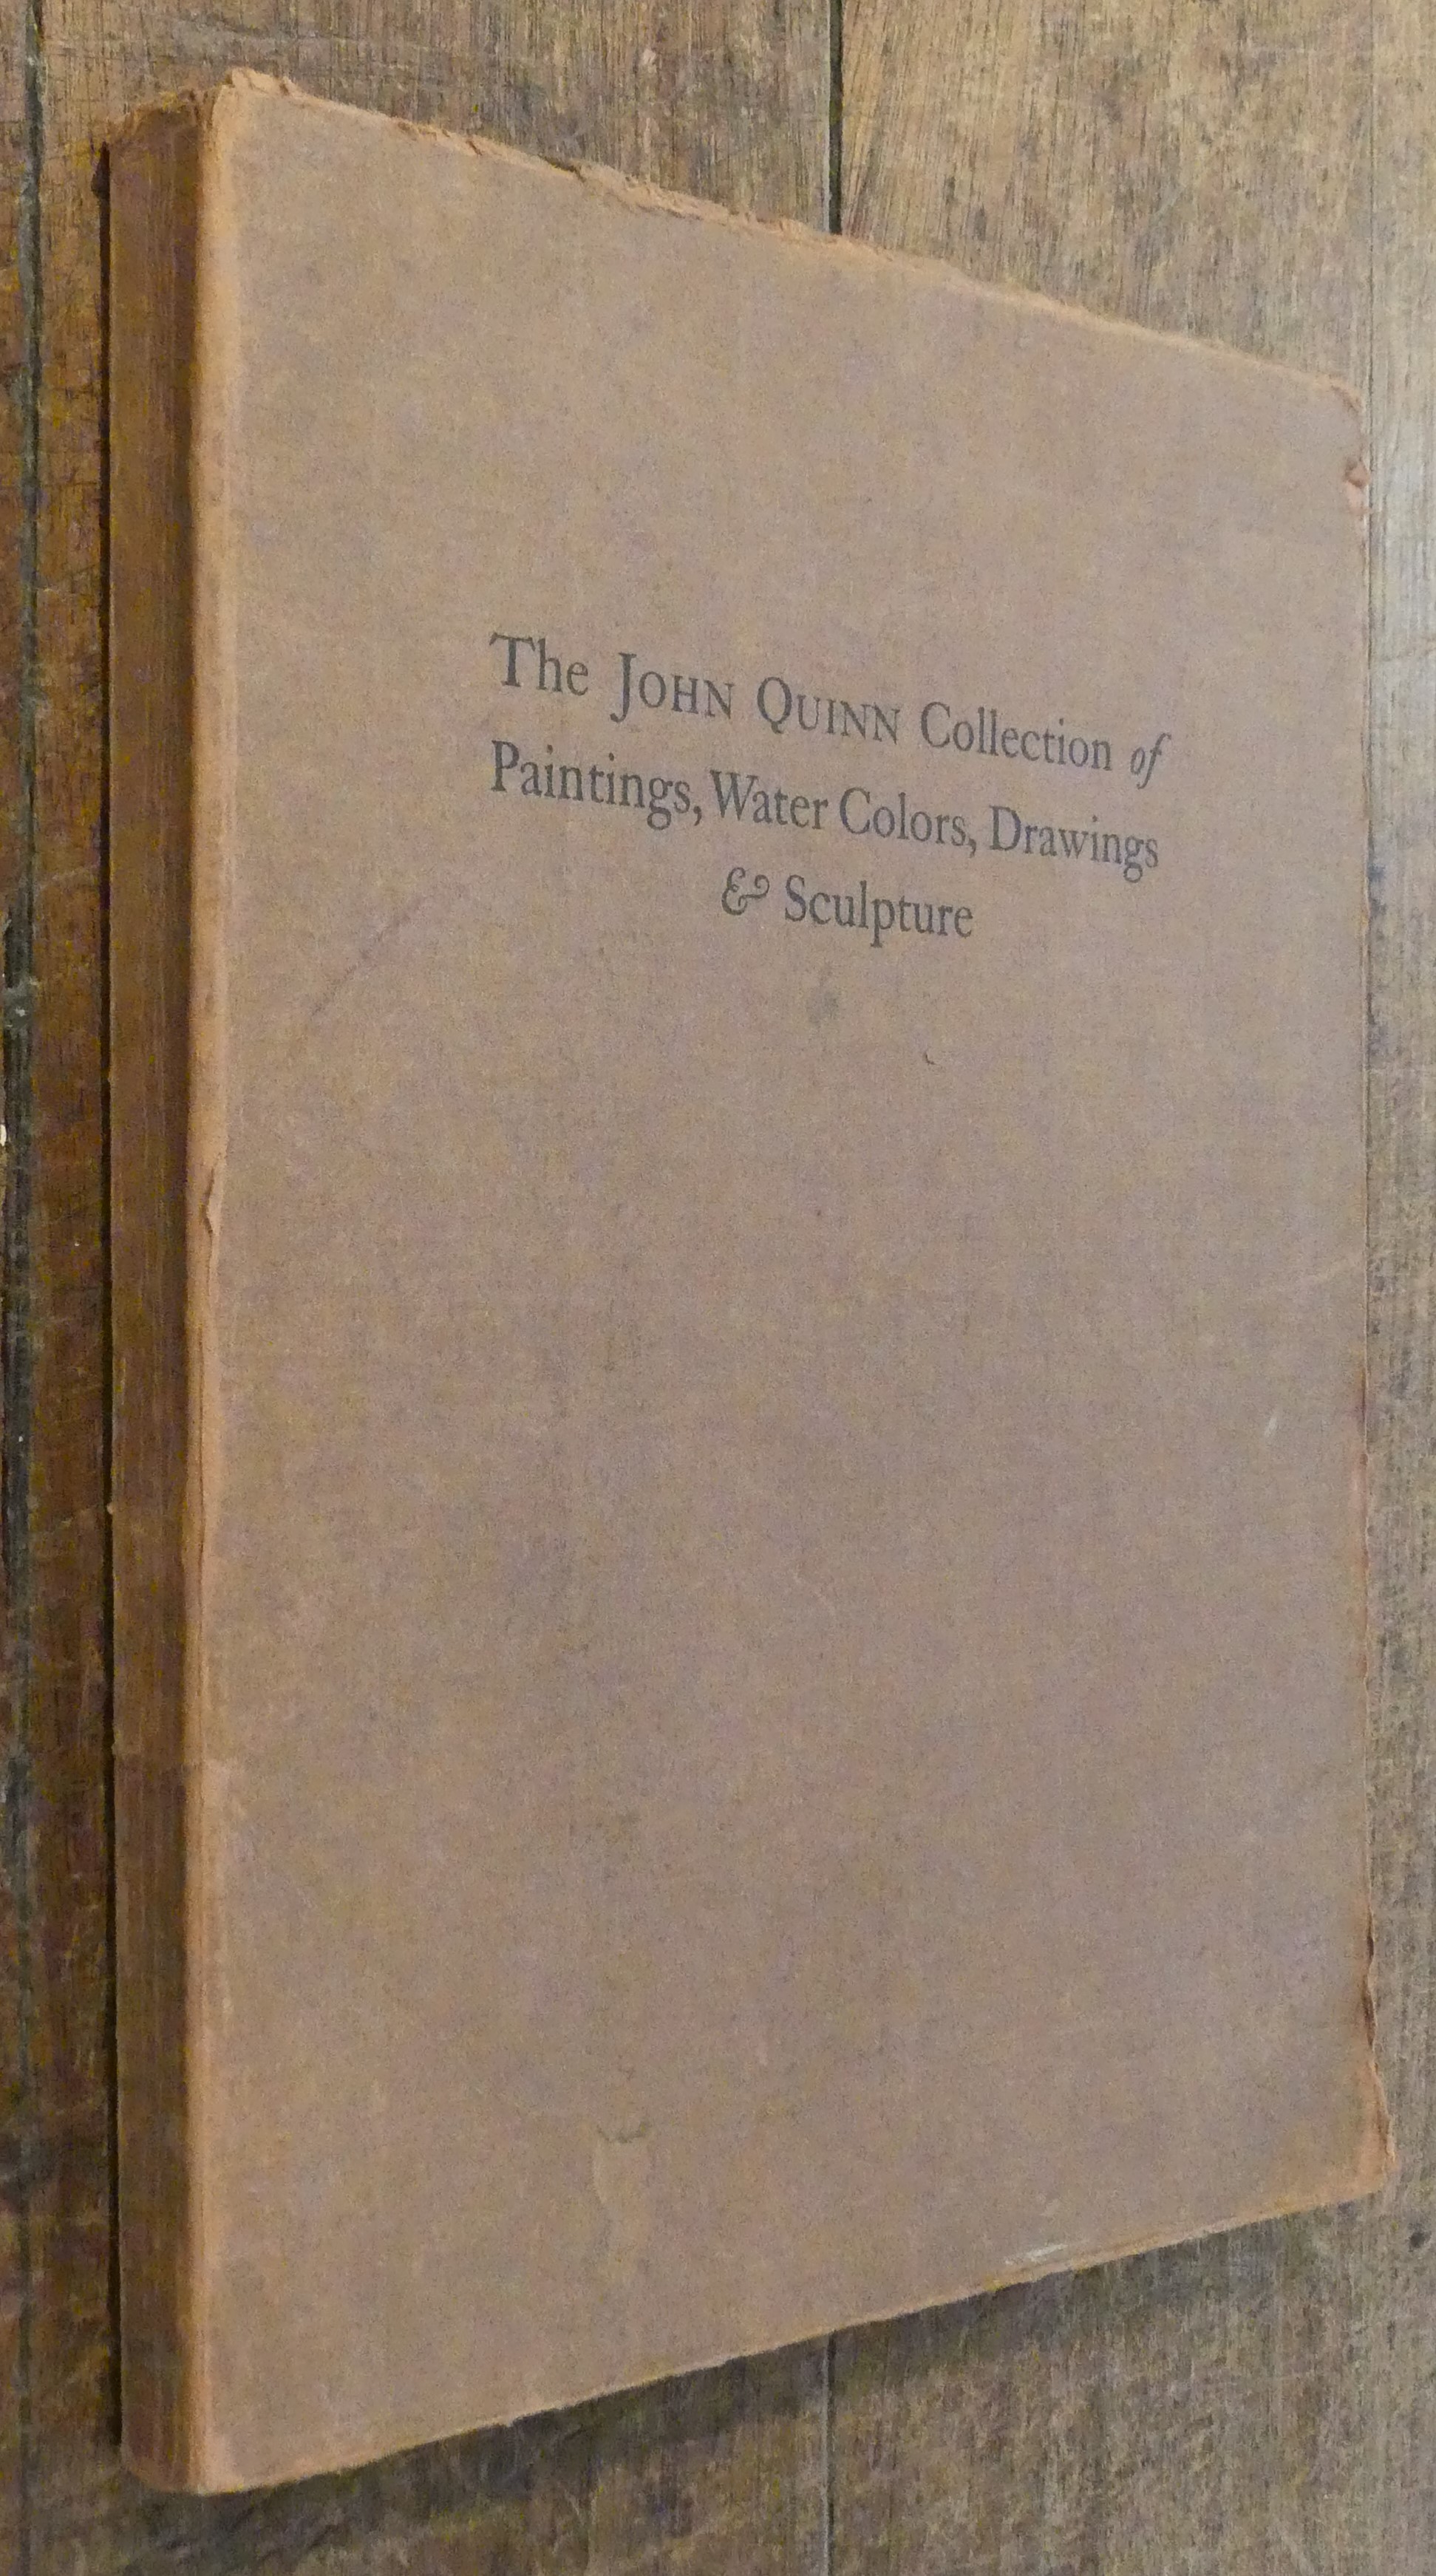 The JOHN QUINN Collection of
Paintings, Water Colors, Drawings
& Sculpture